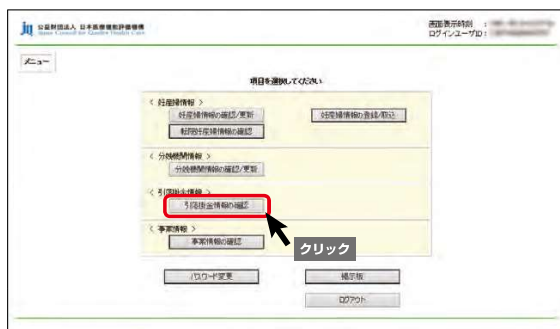 公益財団法人 日本医療機能評価機構
Japan Council for Quality Health Care
画面表示時刻 :
ログインユーザID :
メニュー
項目を選択してください
< 妊産婦情報 >
妊産婦情報の確認/更新
妊産婦情報の登録/取込
転院妊産婦情報の確認
< 分娩機関情報 >
分娩機関情報の確認/更新
< 引落掛金情報 >
引落掛金情報の確認
< 事案情報 >
事案情報の確認
クリック
パスワード変更
掲示板
ログアウト